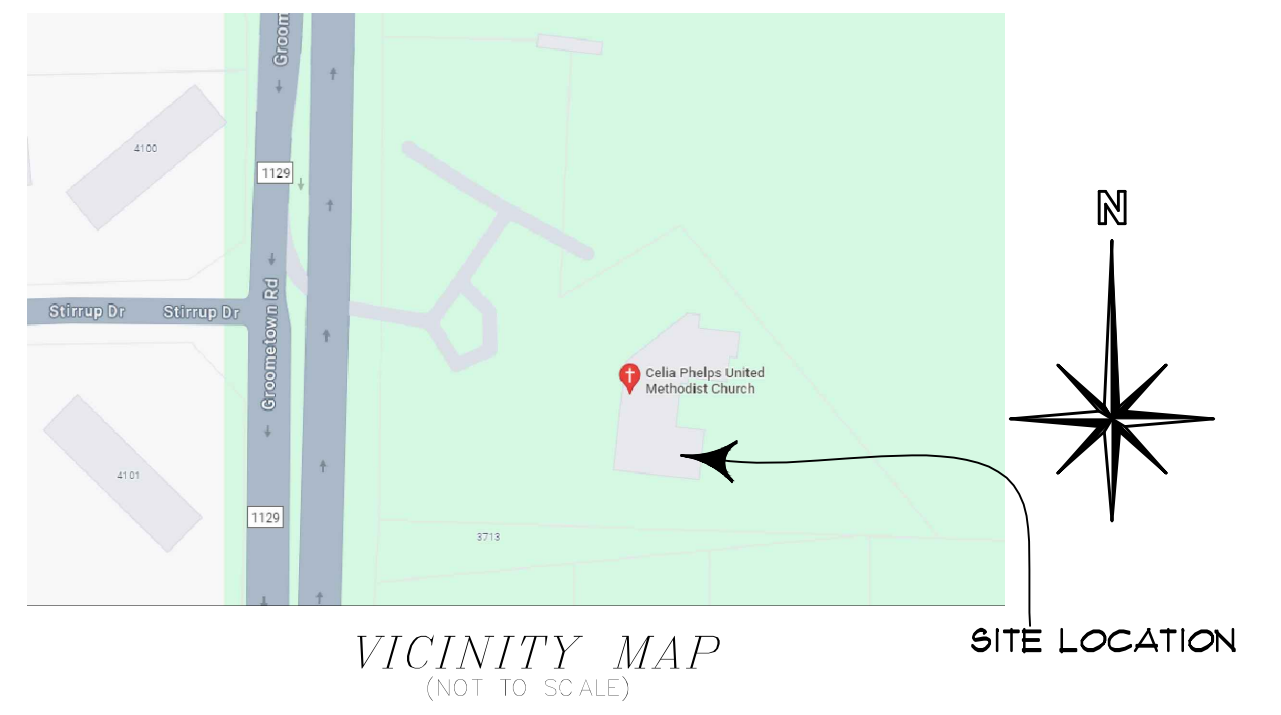 Groom
4100
1129
N
Stirrup Dr
Stirrup Dr
Groometown Rd
Celia Phelps United
Methodist Church
4101
1129
3713
SITE LOCATION
VICINITY MAP
(NOT TO SCALE)